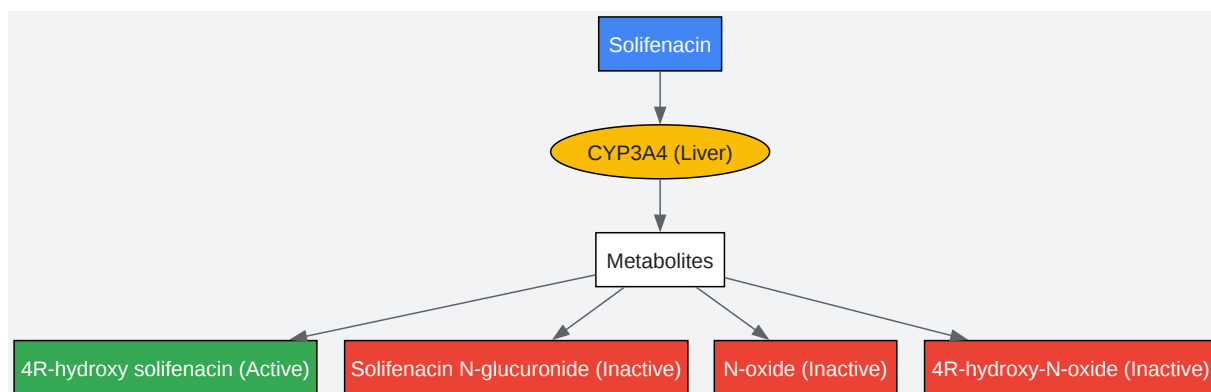 Solifenacin
CYP3A4 (Liver)
Metabolites
4R-hydroxy solifenacin (Active)
Solifenacin N-glucuronide (Inactive)
N-oxide (Inactive)
4R-hydroxy-N-oxide (Inactive)